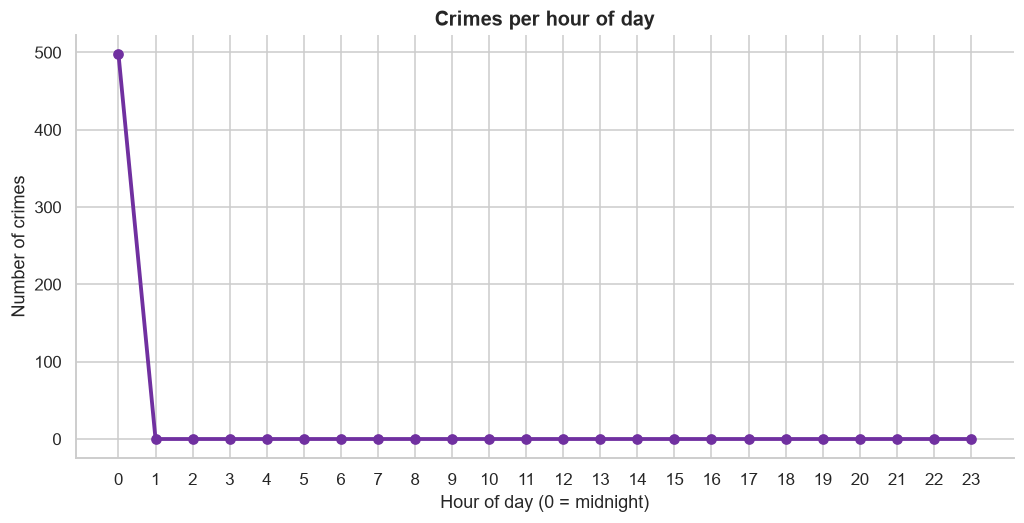 Crimes per hour of day
Number of crimes
500
400
300
200
100
0
0 1 2 3 4 5 6 7 8 9 10 11 12 13 14 15 16 17 18 19 20 21 22 23
Hour of day (0 = midnight)